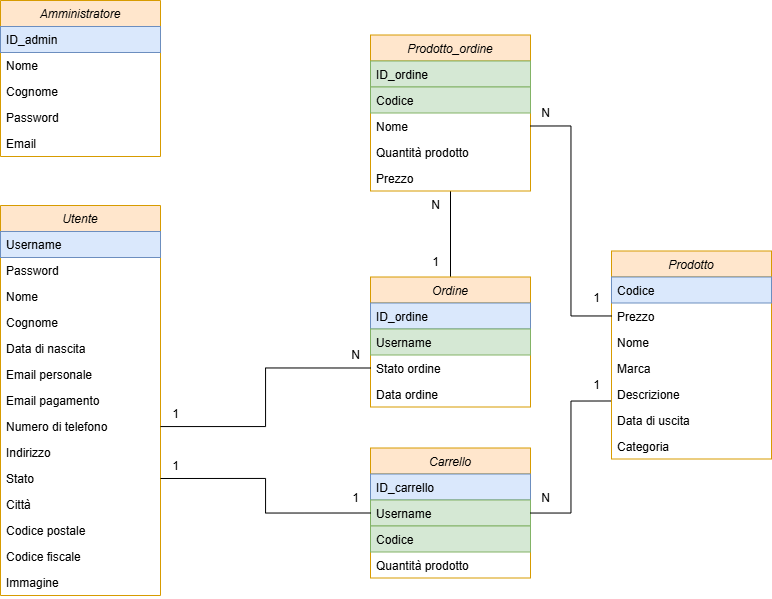 Amministratore
ID_admin
Nome
Cognome
Password
Email
Utente
Username
Password
Nome
Cognome
Data di nascita
Email personale
Email pagamento
Numero di telefono
Indirizzo
Stato
Città
Codice postale
Codice fiscale
Immagine
1
1
Prodotto_ordine
ID_ordine
Codice
Nome
Quantità prodotto
Prezzo
N
N
1
Ordine
ID_ordine
Username
Stato ordine
Data ordine
N
Carrello
ID_carrello
Username
Codice
Quantità prodotto
1
N
Prodotto
Codice
Prezzo
Nome
Marca
Descrizione
Data di uscita
Categoria
1
1